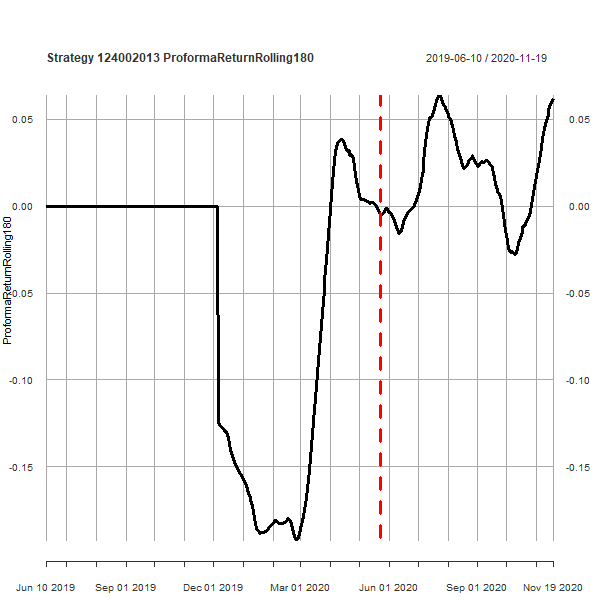 Strategy 124002013 ProformaReturnRolling180
2019-06-10 / 2020-11-19
0.05
0.05
0.00
0.00
ProformaReturnRolling180
-0.05
-0.05
-0.10
-0.10
-0.15
-0.15
Jun 10 2019
Sep 01 2019
Dec 01 2019
Mar 01 2020
Jun 01 2020
Sep 01 2020
Nov 19 2020